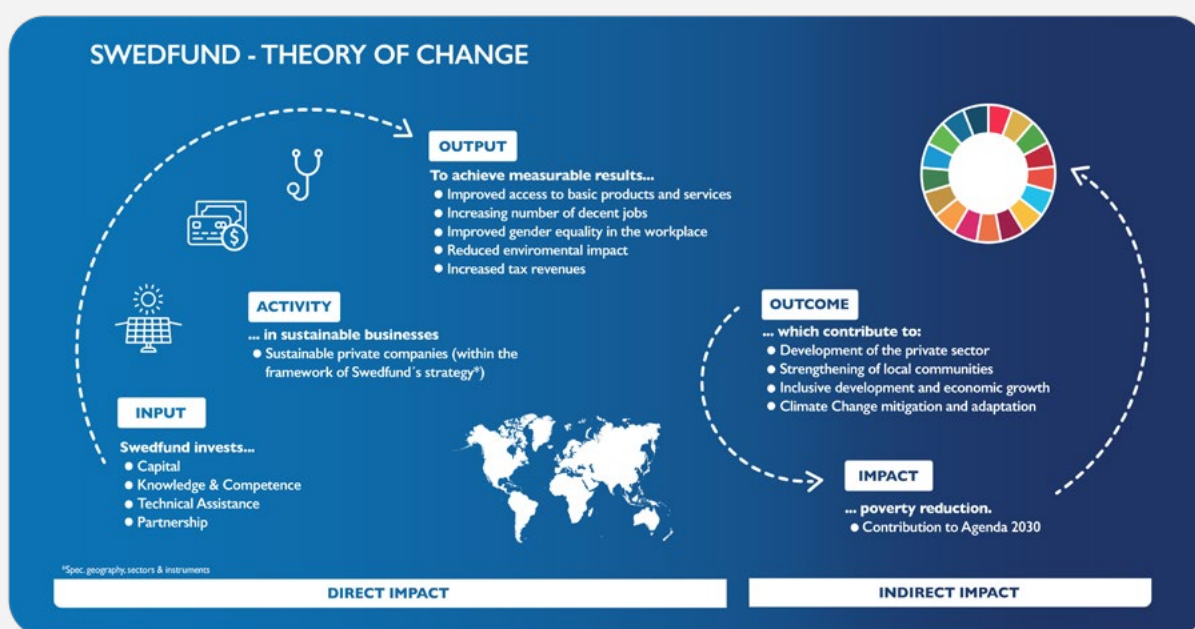 SWEDFUND - THEORY OF CHANGE
OUTPUT
To achieve measurable results...
● Improved access to basic products and services
● Increasing number of decent jobs
● Improved gender equality in the workplace
● Reduced enviromental impact
● Increased tax revenues
ACTIVITY
... in sustainable businesses
● Sustainable private companies (within the
framework of Swedfund´s strategy*)
INPUT
Swedfund invests...
● Capital
● Knowledge & Competence
● Technical Assistance
● Partnership
OUTCOME
... which contribute to:
● Development of the private sector
● Strengthening of local communities
● Inclusive development and economic growth
● Climate Change mitigation and adaptation
IMPACT
... poverty reduction.
● Contribution to Agenda 2030
*Spec. geography, sectors & instruments
DIRECT IMPACT
INDIRECT IMPACT